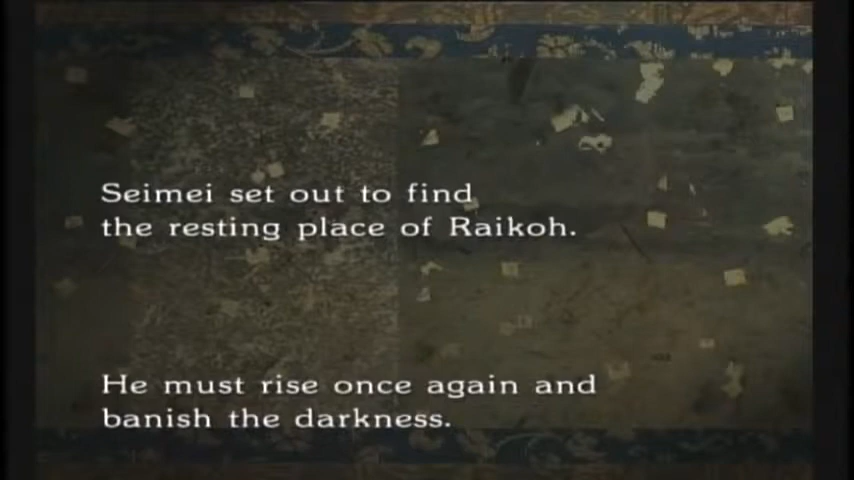 Seimei set out to find
the resting place of Raikoh.
He must rise once again and
banish the darkness.